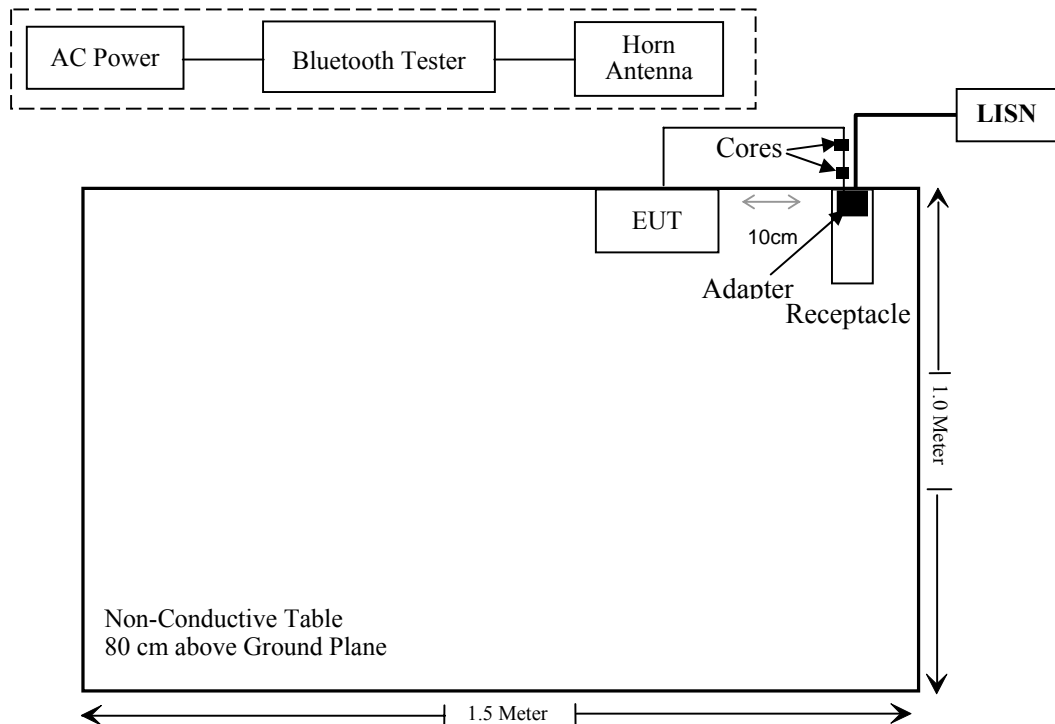 AC Power
Bluetooth Tester
Horn
Antenna
LISN
Cores
EUT
10cm
Adapter
Receptacle
1.0 Meter
Non-Conductive Table
80 cm above Ground Plane
1.5 Meter